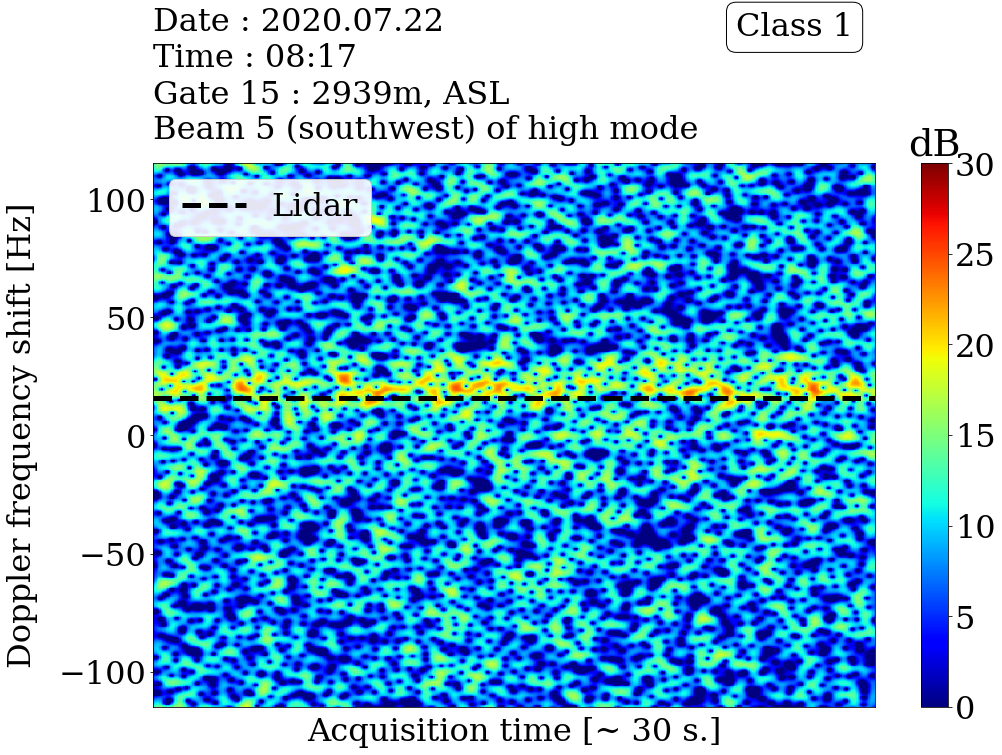 Date : 2020.07.22
Class 1
Time : 08:17
Gate 15 : 2939m, ASL
Beam 5 (southwest) of high mode
dB
Lidar
Doppler frequency shift [Hz]
100
50
0
−50
−100
30
25
20
15
10
5
0
Acquisition time [~ 30 s.]